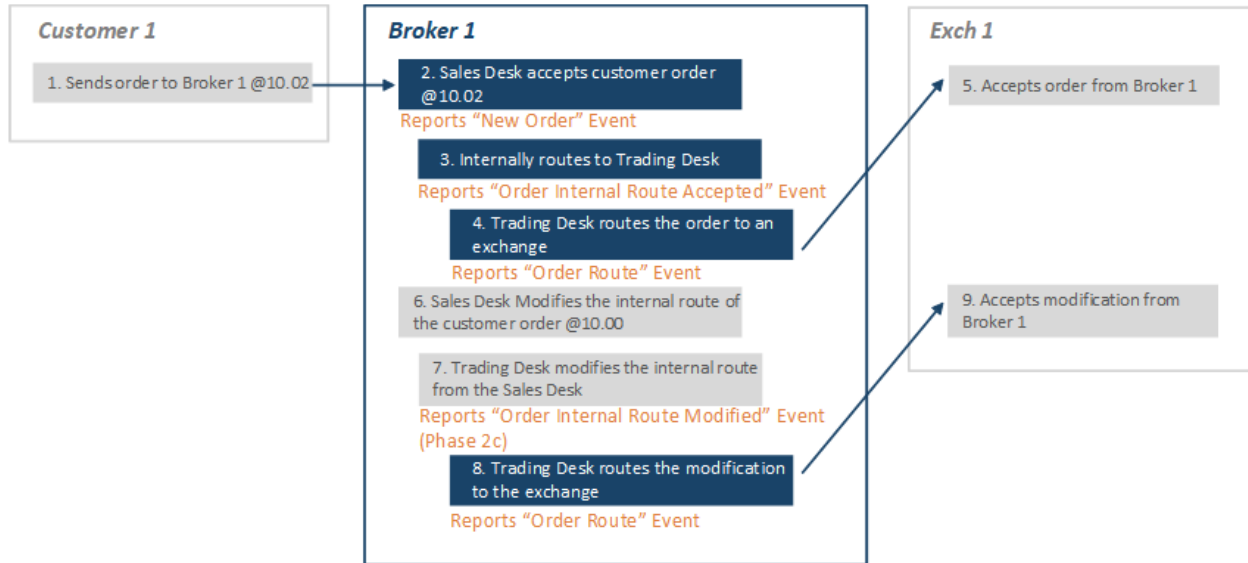 Customer 1
1. Sends order to Broker 1 @10.02
Broker 1
2. Sales Desk accepts customer order
@10.02
Reports “New Order” Event
3. Internally routes to Trading Desk
Reports “Order Internal Route Accepted” Event
4. Trading Desk routes the order to an
exchange
Reports “Order Route” Event
6. Sales Desk Modifies the internal route of
the customer order @10.00
7. Trading Desk modifies the internal route
from the Sales Desk
Reports “Order Internal Route Modified” Event
(Phase 2c)
8. Trading Desk routes the modification
to the exchange
Reports “Order Route” Event
Exch 1
5. Accepts order from Broker 1
9. Accepts modification from
Broker 1